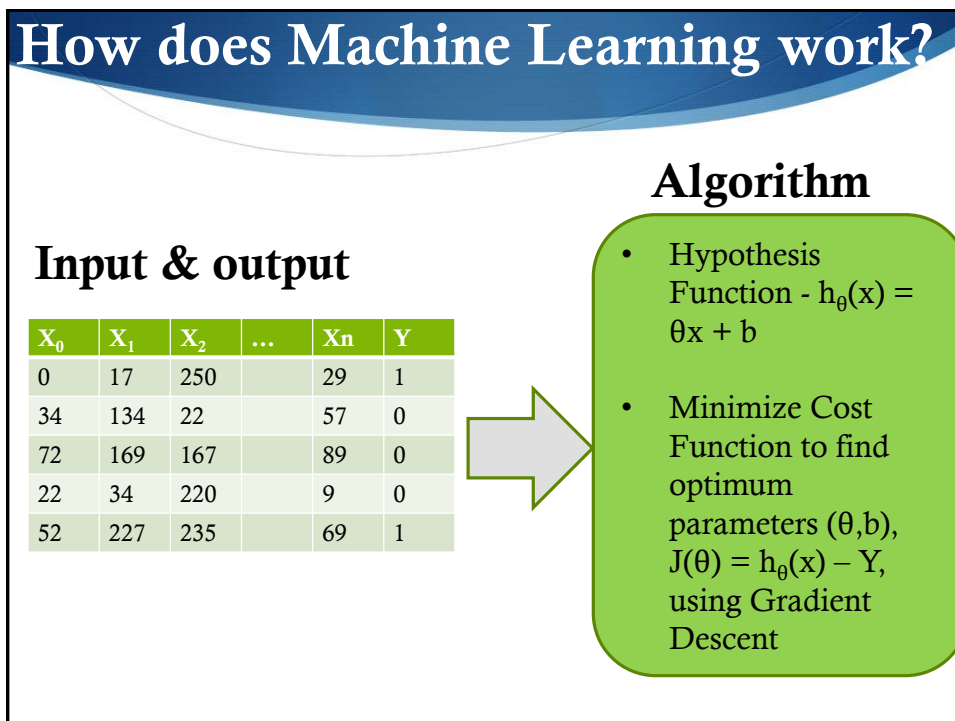 How does Machine Learning work?
Algorithm
Input & output
X₀ X₁ X₂ ... Xn Y
0 17 250 29 1
34 134 22 57 0
72 169 167 89 0
22 34 220 9 0
52 227 235 69 1
• Hypothesis
Function - hθ(x) =
θx + b
• Minimize Cost
Function to find
optimum
parameters (θ,b),
J(θ) = hθ(x) – Y,
using Gradient
Descent